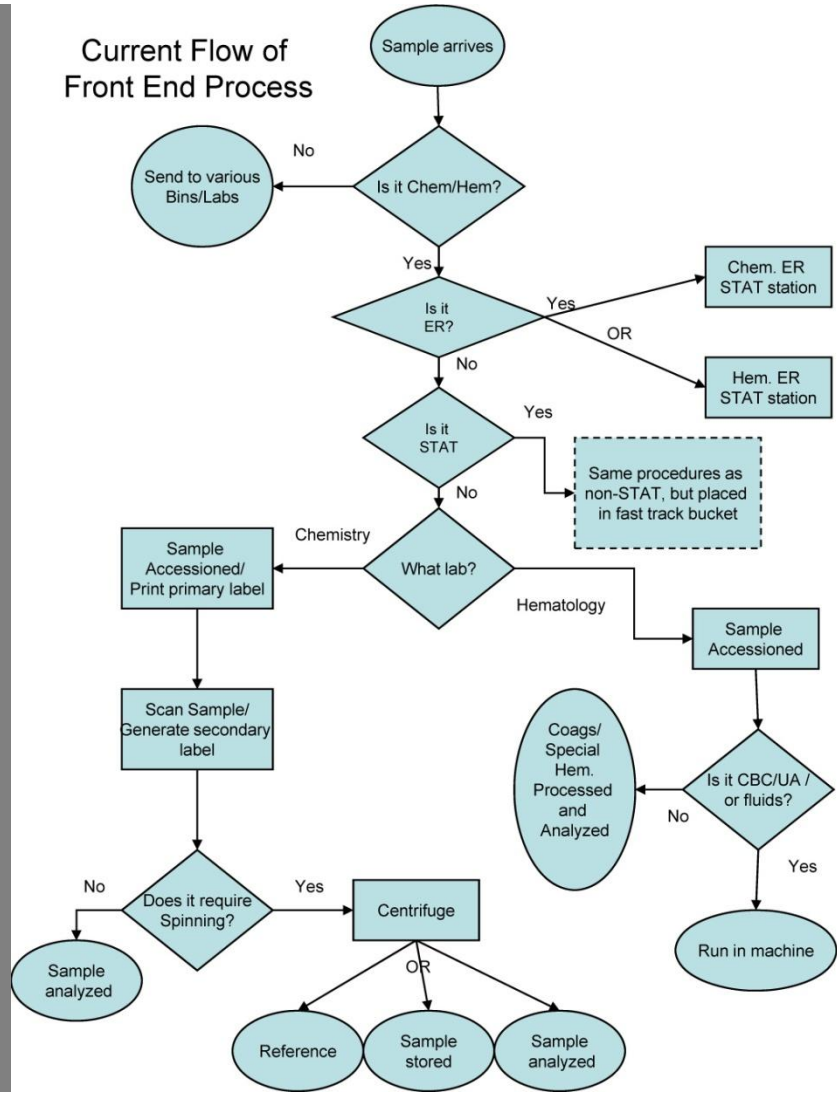 Current Flow of
Front End Process
Sample arrives
No
Send to various
Bins/Labs
Is it Chem/Hem?
Yes
Chem. ER
STAT station
Is it
ER?
Yes
OR
No
Hem. ER
STAT station
Is it
STAT
Yes
No
Same procedures as
non-STAT, but placed
in fast track bucket
Chemistry
Sample
Accessioned/
Print primary label
What lab?
Hematology
Sample
Accessioned
Scan Sample/
Generate secondary
label
Coags/
Special
Hem.
Processed
and
Analyzed
Is it CBC/UA /
or fluids?
No
Yes
No
Does it require
Spinning?
Yes
Centrifuge
Run in machine
Sample
analyzed
OR
Reference
Sample
stored
Sample
analyzed